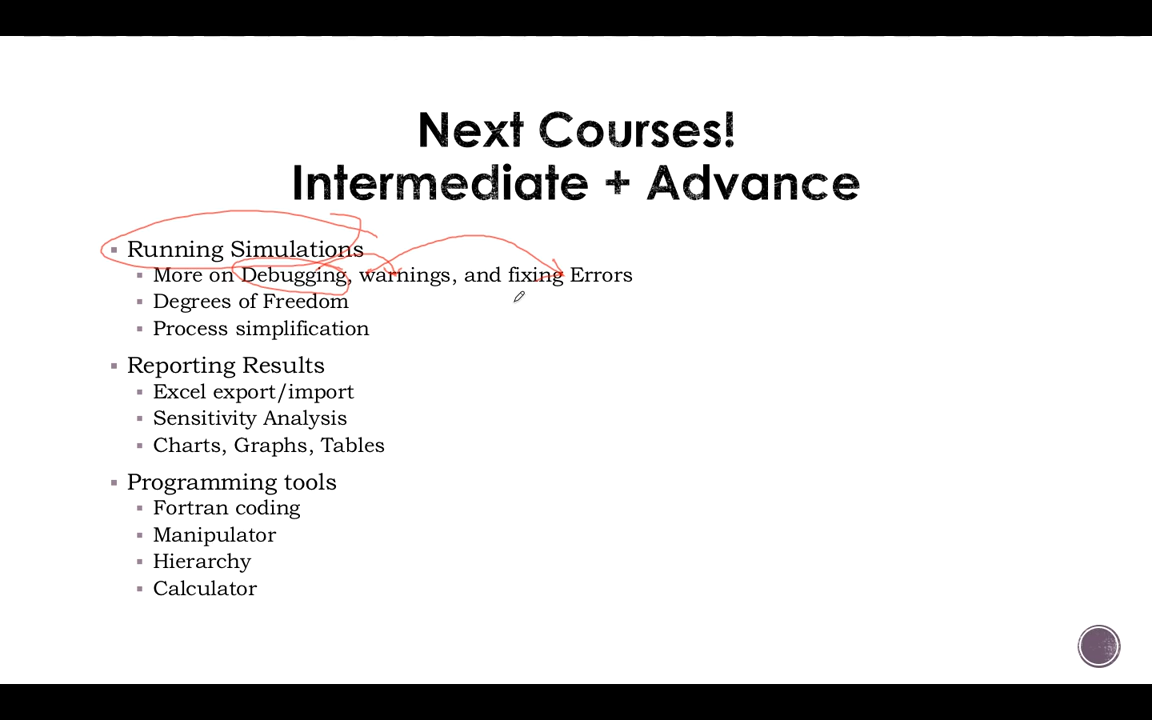 Next Courses!
Intermediate + Advance
▪ Running Simulations
▪ More on Debugging, warnings, and fixing Errors
▪ Degrees of Freedom
▪ Process simplification
▪ Reporting Results
▪ Excel export/import
▪ Sensitivity Analysis
▪ Charts, Graphs, Tables
▪ Programming tools
▪ Fortran coding
▪ Manipulator
▪ Hierarchy
▪ Calculator